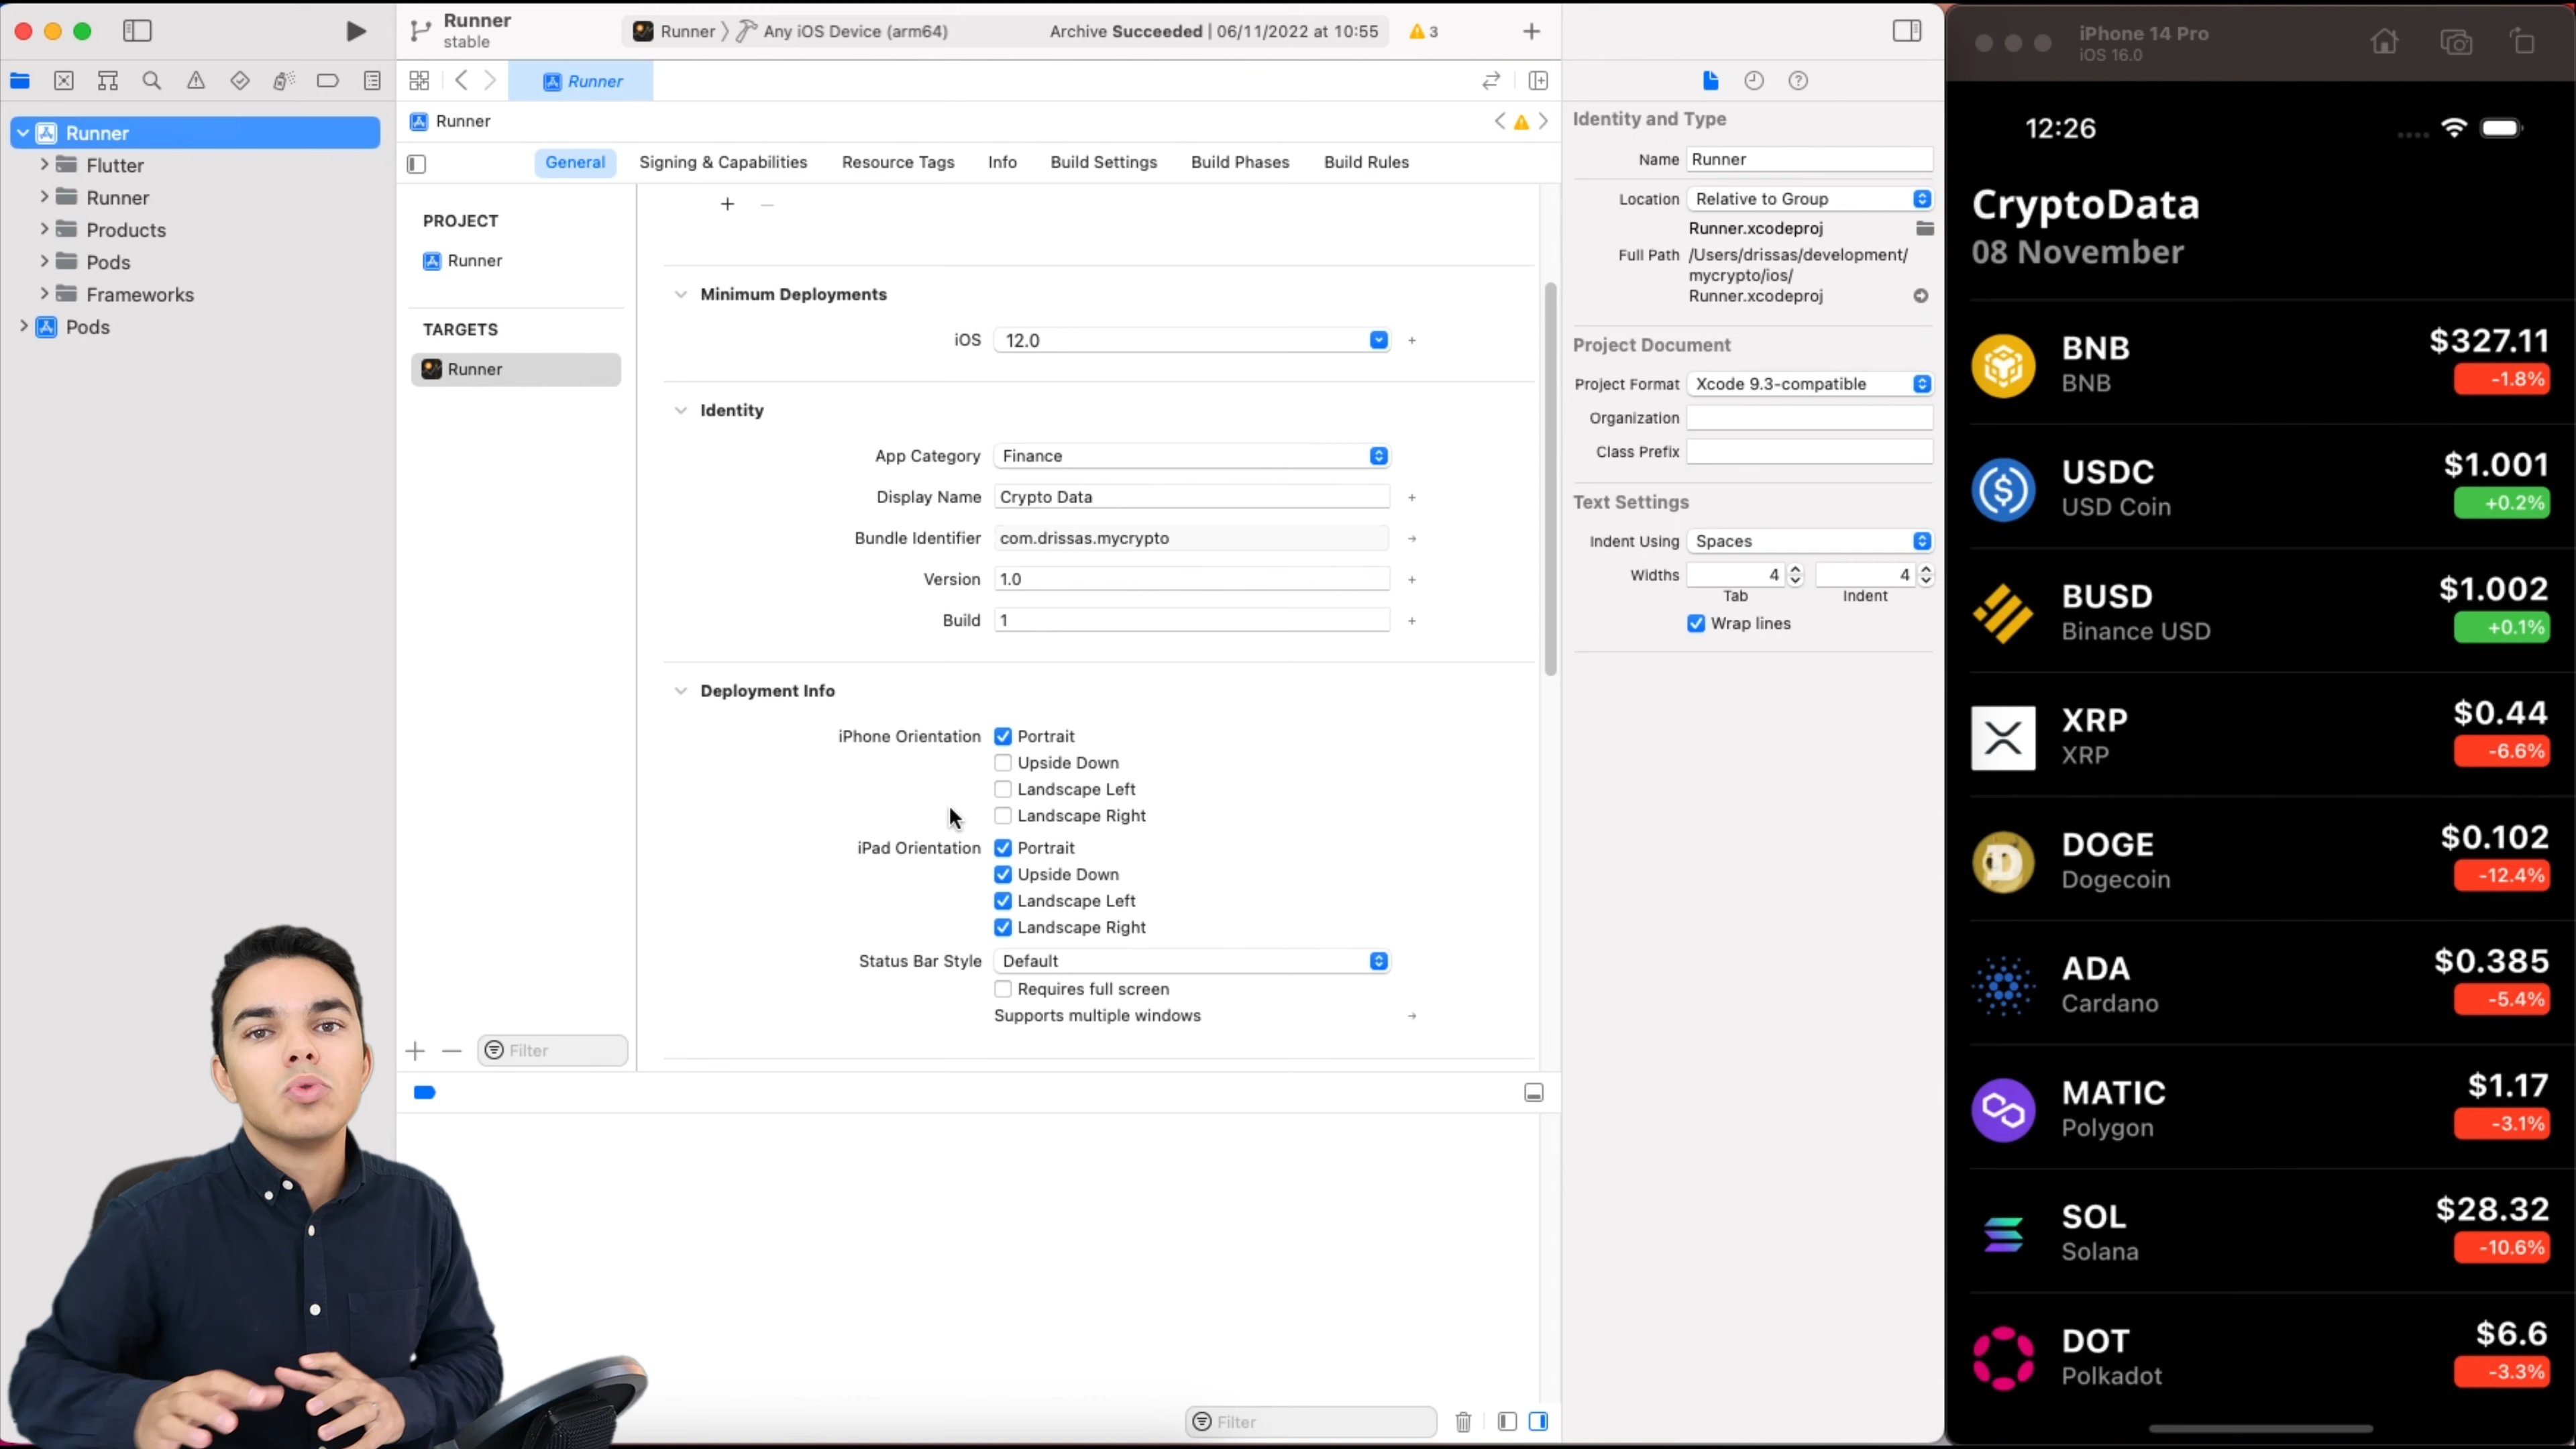 Runner
stable
Runner
Any iOS Device (arm64)
Archive Succeeded | 06/11/2022 at 10:55
3
Runner
Runner
Flutter
Runner
Products
Pods
Frameworks
Pods
Runner
General
Signing & Capabilities
Resource Tags
Info
Build Settings
Build Phases
Build Rules
PROJECT
Runner
TARGETS
Runner
Filter
Minimum Deployments
iOS 12.0
Identity
App Category Finance
Display Name Crypto Data
Bundle Identifier com.drissas.mycrypto
Version 1.0
Build 1
Deployment Info
iPhone Orientation Portrait
Upside Down
Landscape Left
Landscape Right
iPad Orientation Portrait
Upside Down
Landscape Left
Landscape Right
Status Bar Style Default
Requires full screen
Supports multiple windows
Filter
Identity and Type
Name Runner
Location Relative to Group
Runner.xcodeproj
Full Path /Users/drissas/development/
mycrypto/ios/
Runner.xcodeproj
Project Document
Project Format Xcode 9.3-compatible
Organization
Class Prefix
Text Settings
Indent Using Spaces
Widths 4 4
Tab Indent
Wrap lines
iPhone 14 Pro
iOS 16.0
12:26
CryptoData
08 November
BNB $327.11
BNB -1.8%
USDC $1.001
USD Coin +0.2%
BUSD $1.002
Binance USD +0.1%
XRP $0.44
XRP -6.6%
DOGE $0.102
Dogecoin -12.4%
ADA $0.385
Cardano -5.4%
MATIC $1.17
Polygon -3.1%
SOL $28.32
Solana -10.6%
DOT $6.6
Polkadot -3.3%